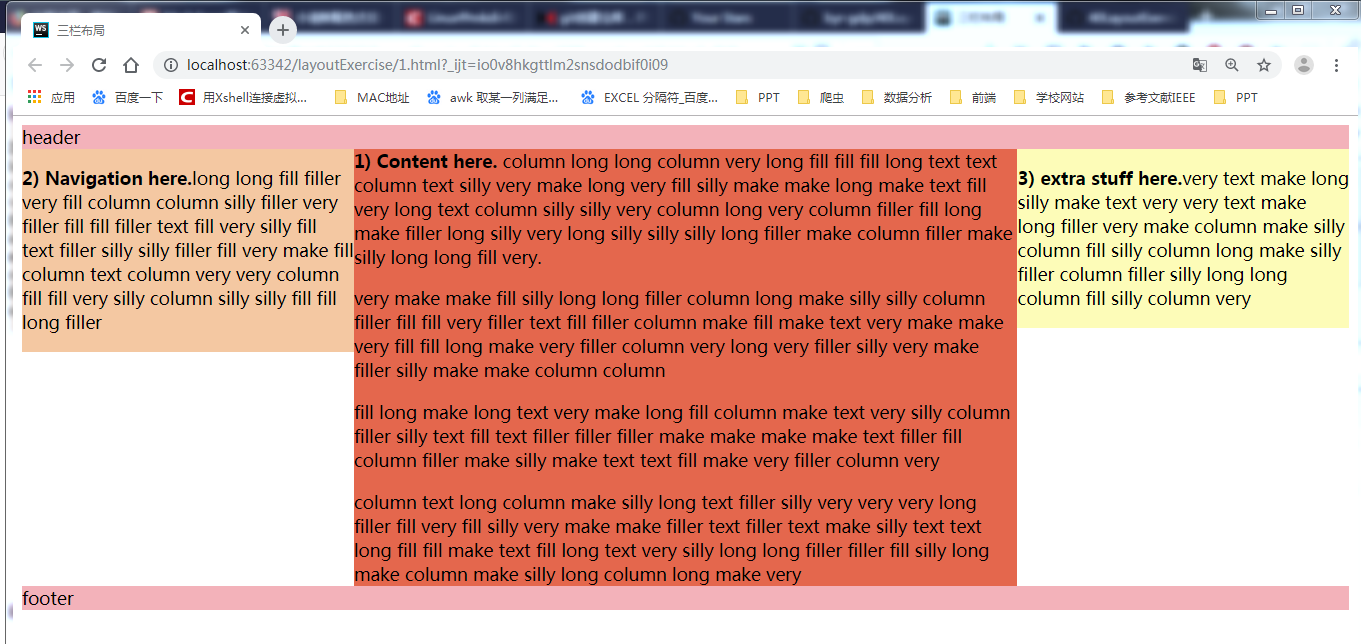 三栏布局
localhost:63342/layoutExercise/1.html?_ijt=io0v8hkgttlm2snsdodbif0i09
应用 百度一下 用Xshell连接虚拟... MAC地址 awk 取某一列满足... EXCEL 分隔符_百度... PPT 爬虫 数据分析 前端 学校网站 参考文献IEEE PPT
header
2) Navigation here.long long fill filler
very fill column column silly filler very
filler fill fill filler text fill very silly fill
text filler silly silly filler fill very make fill
column text column very very column
fill fill very silly column silly silly fill fill
long filler
1) Content here. column long long column very long fill fill fill long text text
column text silly very make long very fill silly make make long make text fill
very long text column silly silly very column long very column filler fill long
make filler long silly very long silly silly silly long filler make column filler make
silly long long fill very.
very make make fill silly long long filler column long make silly silly column
filler fill fill very filler text fill filler column make fill make text very make make
very fill fill long make very filler column very long very filler silly very make
filler silly make make column column
fill long make long text very make long fill column make text very silly column
filler silly text fill text filler filler filler make make make make text filler fill
column filler make silly make text text fill make very filler column very
column text long column make silly long text filler silly very very very long
filler fill very fill silly very make make filler text filler text make silly text text
long fill fill make text fill long text very silly long long filler filler fill silly long
make column make silly long column long make very
3) extra stuff here.very text make long
silly make text very very text make
long filler very make column make silly
column fill silly column long make silly
filler column filler silly long long
column fill silly column very
footer